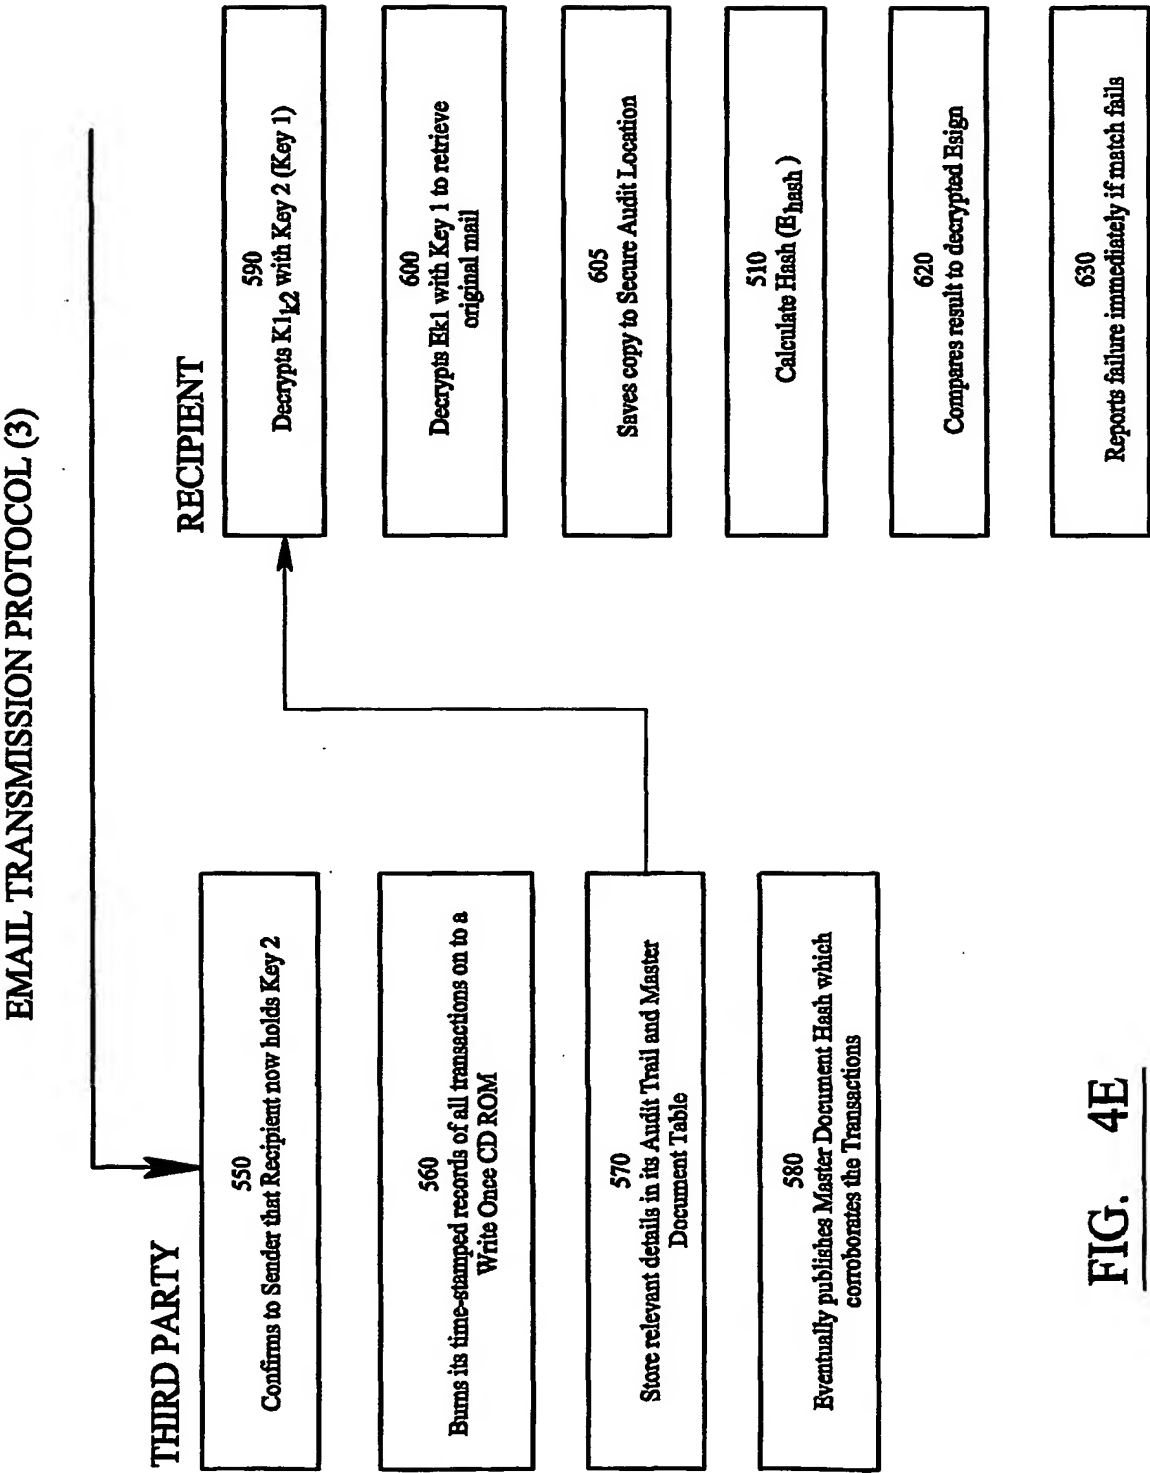 EMAIL TRANSMISSION PROTOCOL (3)
THIRD PARTY
550
Confirms to Sender that Recipient now holds Key 2
560
Burns its time-stamped records of all transactions on to a
Write Once CD ROM
570
Store relevant details in its Audit Trail and Master
Document Table
580
Eventually publishes Master Document Hash which
corroborates the Transactions
RECIPIENT
590
Decrypts K1k2 with Key 2 (Key 1)
600
Decrypts Ek1 with Key 1 to retrieve
original mail
605
Saves copy to Secure Audit Location
510
Calculate Hash (Ehash )
620
Compares result to decrypted Esign
630
Reports failure immediately if match fails
FIG. 4E